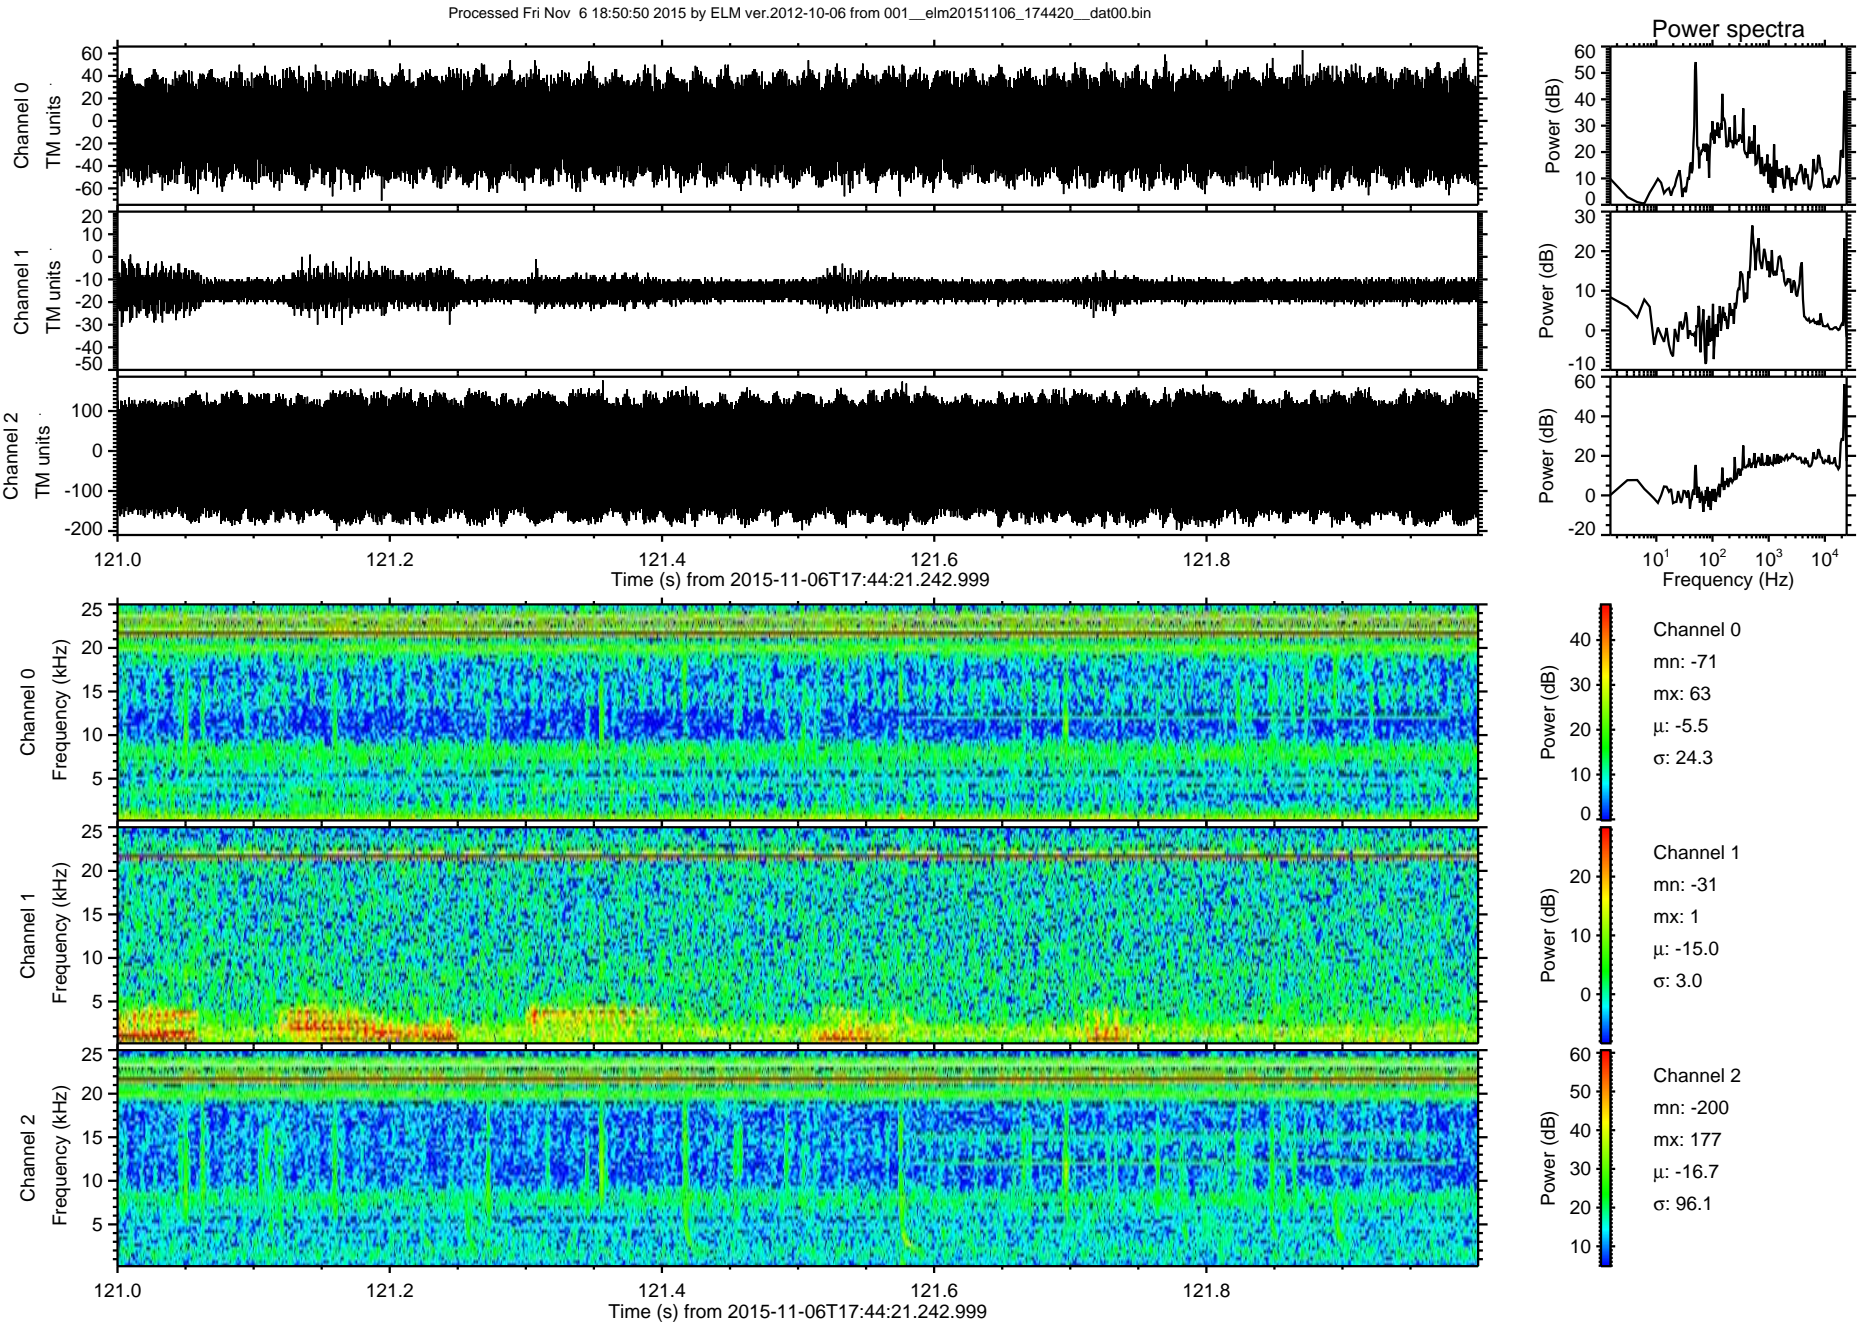 Processed Fri Nov  6 18:50:50 2015 by ELM ver.2012-10-06 from 001__elm20151106_174420__dat00.bin
Power spectra
Channel 0
TM units
60
40
20
0
-20
-40
-60
Power (dB)
60
50
40
30
20
10
0
Channel 1
TM units
20
10
0
-10
-20
-30
-40
-50
Power (dB)
30
20
10
0
-10
Channel 2
TM units
100
0
-100
-200
Power (dB)
60
40
20
0
-20
121.0 121.2 121.4 121.6 121.8
Time (s) from 2015-11-06T17:44:21.242.999
10¹ 10² 10³ 10⁴
Frequency (Hz)
Channel 0
Frequency (kHz)
25
20
15
10
5
Power (dB)
40
30
20
10
0
Channel 0
mn: -71
mx: 63
μ: -5.5
σ: 24.3
Channel 1
Frequency (kHz)
25
20
15
10
5
Power (dB)
20
10
0
Channel 1
mn: -31
mx: 1
μ: -15.0
σ: 3.0
Channel 2
Frequency (kHz)
25
20
15
10
5
Power (dB)
60
50
40
30
20
10
Channel 2
mn: -200
mx: 177
μ: -16.7
σ: 96.1
121.0 121.2 121.4 121.6 121.8
Time (s) from 2015-11-06T17:44:21.242.999